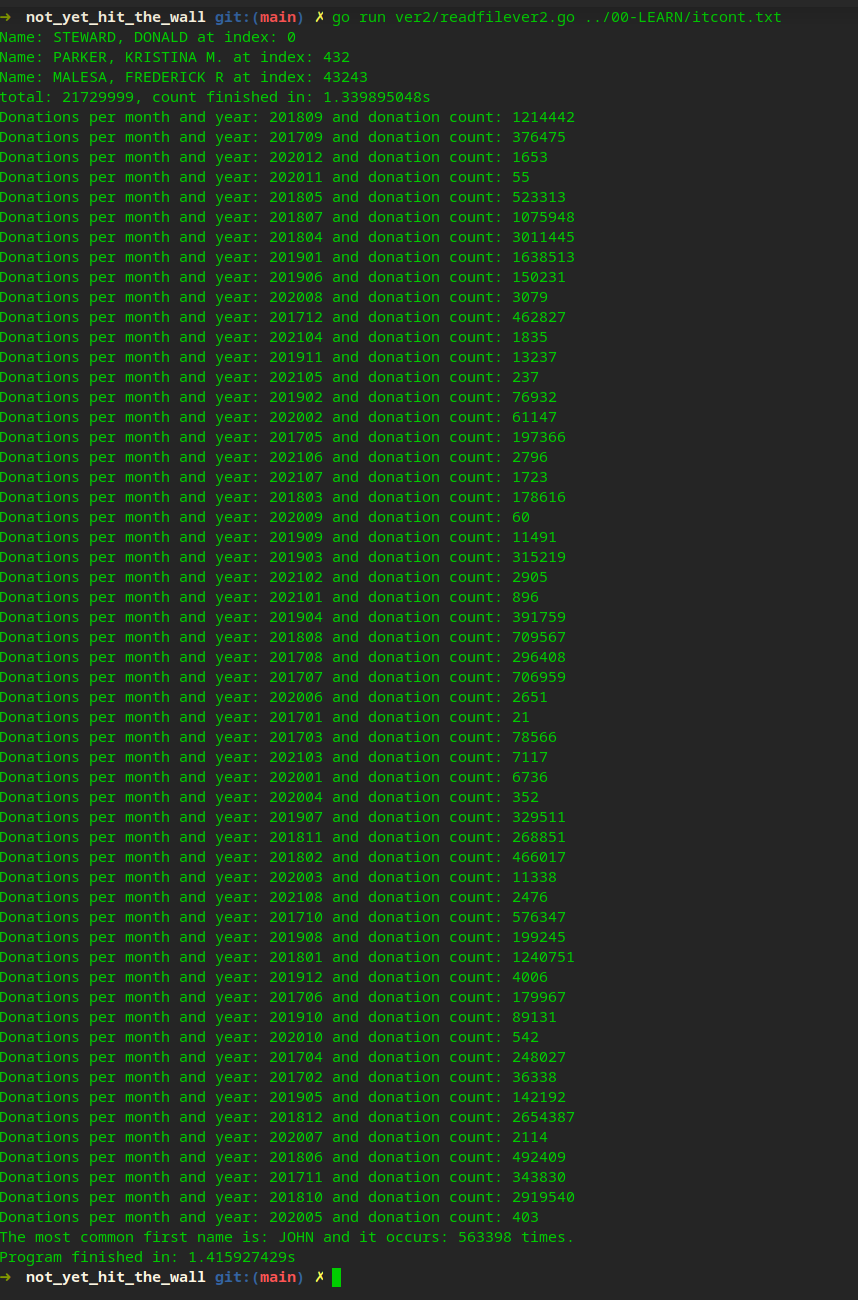 ➜  not_yet_hit_the_wall git:(main) ✗ go run ver2/readfilever2.go ../00-LEARN/itcont.txt
Name: STEWARD, DONALD at index: 0
Name: PARKER, KRISTINA M. at index: 432
Name: MALESA, FREDERICK R at index: 43243
total: 21729999, count finished in: 1.339895048s
Donations per month and year: 201809 and donation count: 1214442
Donations per month and year: 201709 and donation count: 376475
Donations per month and year: 202012 and donation count: 1653
Donations per month and year: 202011 and donation count: 55
Donations per month and year: 201805 and donation count: 523313
Donations per month and year: 201807 and donation count: 1075948
Donations per month and year: 201804 and donation count: 3011445
Donations per month and year: 201901 and donation count: 1638513
Donations per month and year: 201906 and donation count: 150231
Donations per month and year: 202008 and donation count: 3079
Donations per month and year: 201712 and donation count: 462827
Donations per month and year: 202104 and donation count: 1835
Donations per month and year: 201911 and donation count: 13237
Donations per month and year: 202105 and donation count: 237
Donations per month and year: 201902 and donation count: 76932
Donations per month and year: 202002 and donation count: 61147
Donations per month and year: 201705 and donation count: 197366
Donations per month and year: 202106 and donation count: 2796
Donations per month and year: 202107 and donation count: 1723
Donations per month and year: 201803 and donation count: 178616
Donations per month and year: 202009 and donation count: 60
Donations per month and year: 201909 and donation count: 11491
Donations per month and year: 201903 and donation count: 315219
Donations per month and year: 202102 and donation count: 2905
Donations per month and year: 202101 and donation count: 896
Donations per month and year: 201904 and donation count: 391759
Donations per month and year: 201808 and donation count: 709567
Donations per month and year: 201708 and donation count: 296408
Donations per month and year: 201707 and donation count: 706959
Donations per month and year: 202006 and donation count: 2651
Donations per month and year: 201701 and donation count: 21
Donations per month and year: 201703 and donation count: 78566
Donations per month and year: 202103 and donation count: 7117
Donations per month and year: 202001 and donation count: 6736
Donations per month and year: 202004 and donation count: 352
Donations per month and year: 201907 and donation count: 329511
Donations per month and year: 201811 and donation count: 268851
Donations per month and year: 201802 and donation count: 466017
Donations per month and year: 202003 and donation count: 11338
Donations per month and year: 202108 and donation count: 2476
Donations per month and year: 201710 and donation count: 576347
Donations per month and year: 201908 and donation count: 199245
Donations per month and year: 201801 and donation count: 1240751
Donations per month and year: 201912 and donation count: 4006
Donations per month and year: 201706 and donation count: 179967
Donations per month and year: 201910 and donation count: 89131
Donations per month and year: 202010 and donation count: 542
Donations per month and year: 201704 and donation count: 248027
Donations per month and year: 201702 and donation count: 36338
Donations per month and year: 201905 and donation count: 142192
Donations per month and year: 201812 and donation count: 2654387
Donations per month and year: 202007 and donation count: 2114
Donations per month and year: 201806 and donation count: 492409
Donations per month and year: 201711 and donation count: 343830
Donations per month and year: 201810 and donation count: 2919540
Donations per month and year: 202005 and donation count: 403
The most common first name is: JOHN and it occurs: 563398 times.
Program finished in: 1.415927429s
➜  not_yet_hit_the_wall git:(main) ✗